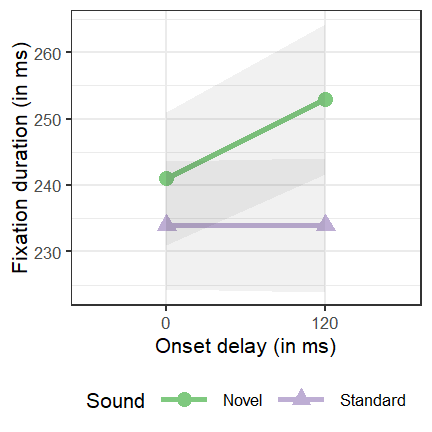 Fixation duration (in ms)
260
250
240
230
0 120
Onset delay (in ms)
Sound Novel Standard